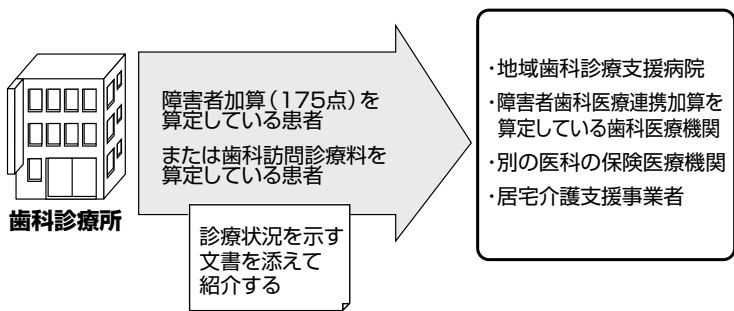 歯科診療所
障害者加算(175点)を
算定している患者
または歯科訪問診療料を
算定している患者
診療状況を示す
文書を添えて
紹介する
・地域歯科診療支援病院
・障害者歯科医療連携加算を
算定している歯科医療機関
・別の医科の保険医療機関
・居宅介護支援事業者